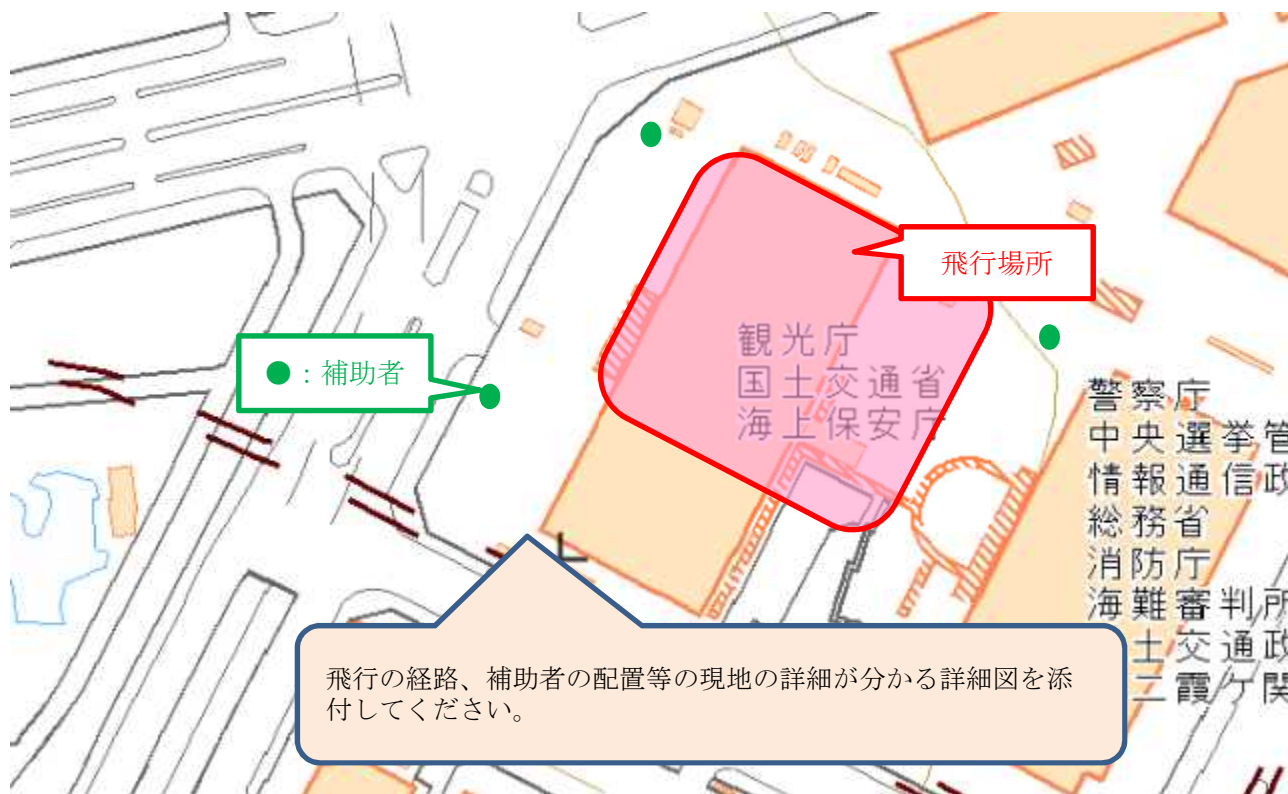 飛行場所
●：補助者
観光庁
国土交通省
海上保安庁
警察庁
中央選挙管
情報通信政
総務省
消防庁
海難審判所
土交通政
二霞ケ関
飛行の経路、補助者の配置等の現地の詳細が分かる詳細図を添
付してください。